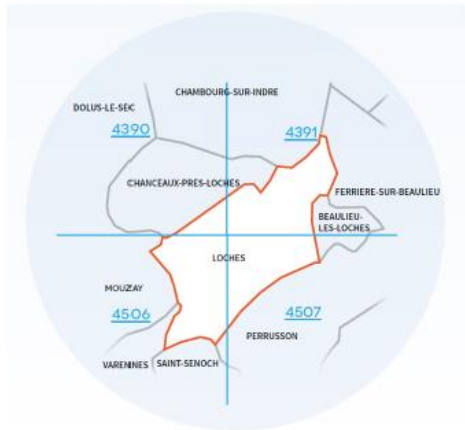 CHAMBOURG-SUR-INDRE
DOLUS-LE-SEC
4390
4391
CHANCEAUX-PRÈS-LOCHES
FERRIERE-SUR-BEAULIEU
BEAULIEU-
LES-LOCHES
LOCHES
MOUZAY
4506
4507
PERRUSSON
VARENNES
SAINT-SENOCH